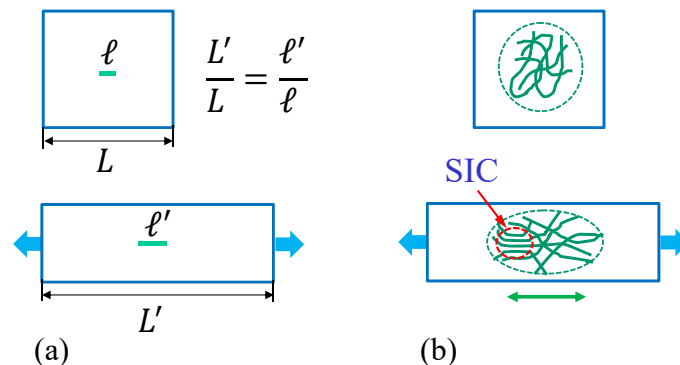 ℓ
L'/L = ℓ'/ℓ
L
SIC
ℓ'
L'
(a)
(b)